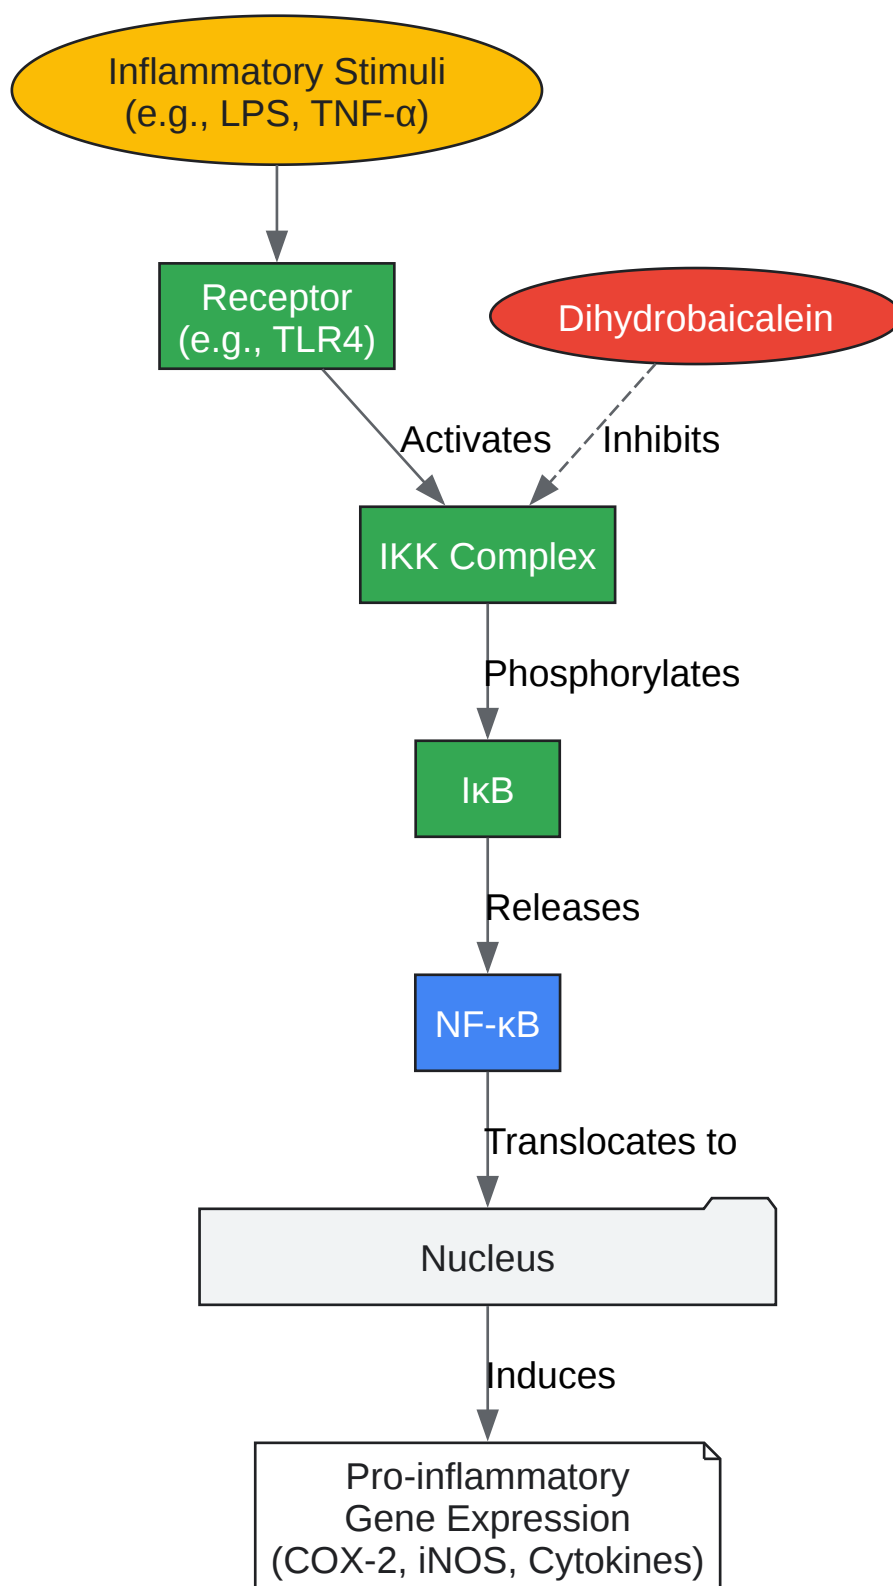 Inflammatory Stimuli
(e.g., LPS, TNF-α)
Receptor
(e.g., TLR4)
Dihydrobaicalein
Activates
Inhibits
IKK Complex
Phosphorylates
IκB
Releases
NF-κB
Translocates to
Nucleus
Induces
Pro-inflammatory
Gene Expression
(COX-2, iNOS, Cytokines)